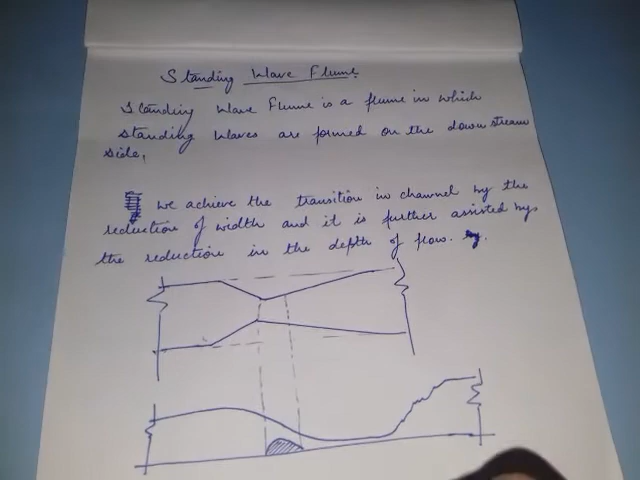 Standing Wave Flume
Standing Wave Flume is a flume in which
standing waves are formed on the down stream
side,
we achieve the transition in channel by the
reduction of width and it is further assisted by
the reduction in the depth of flow.